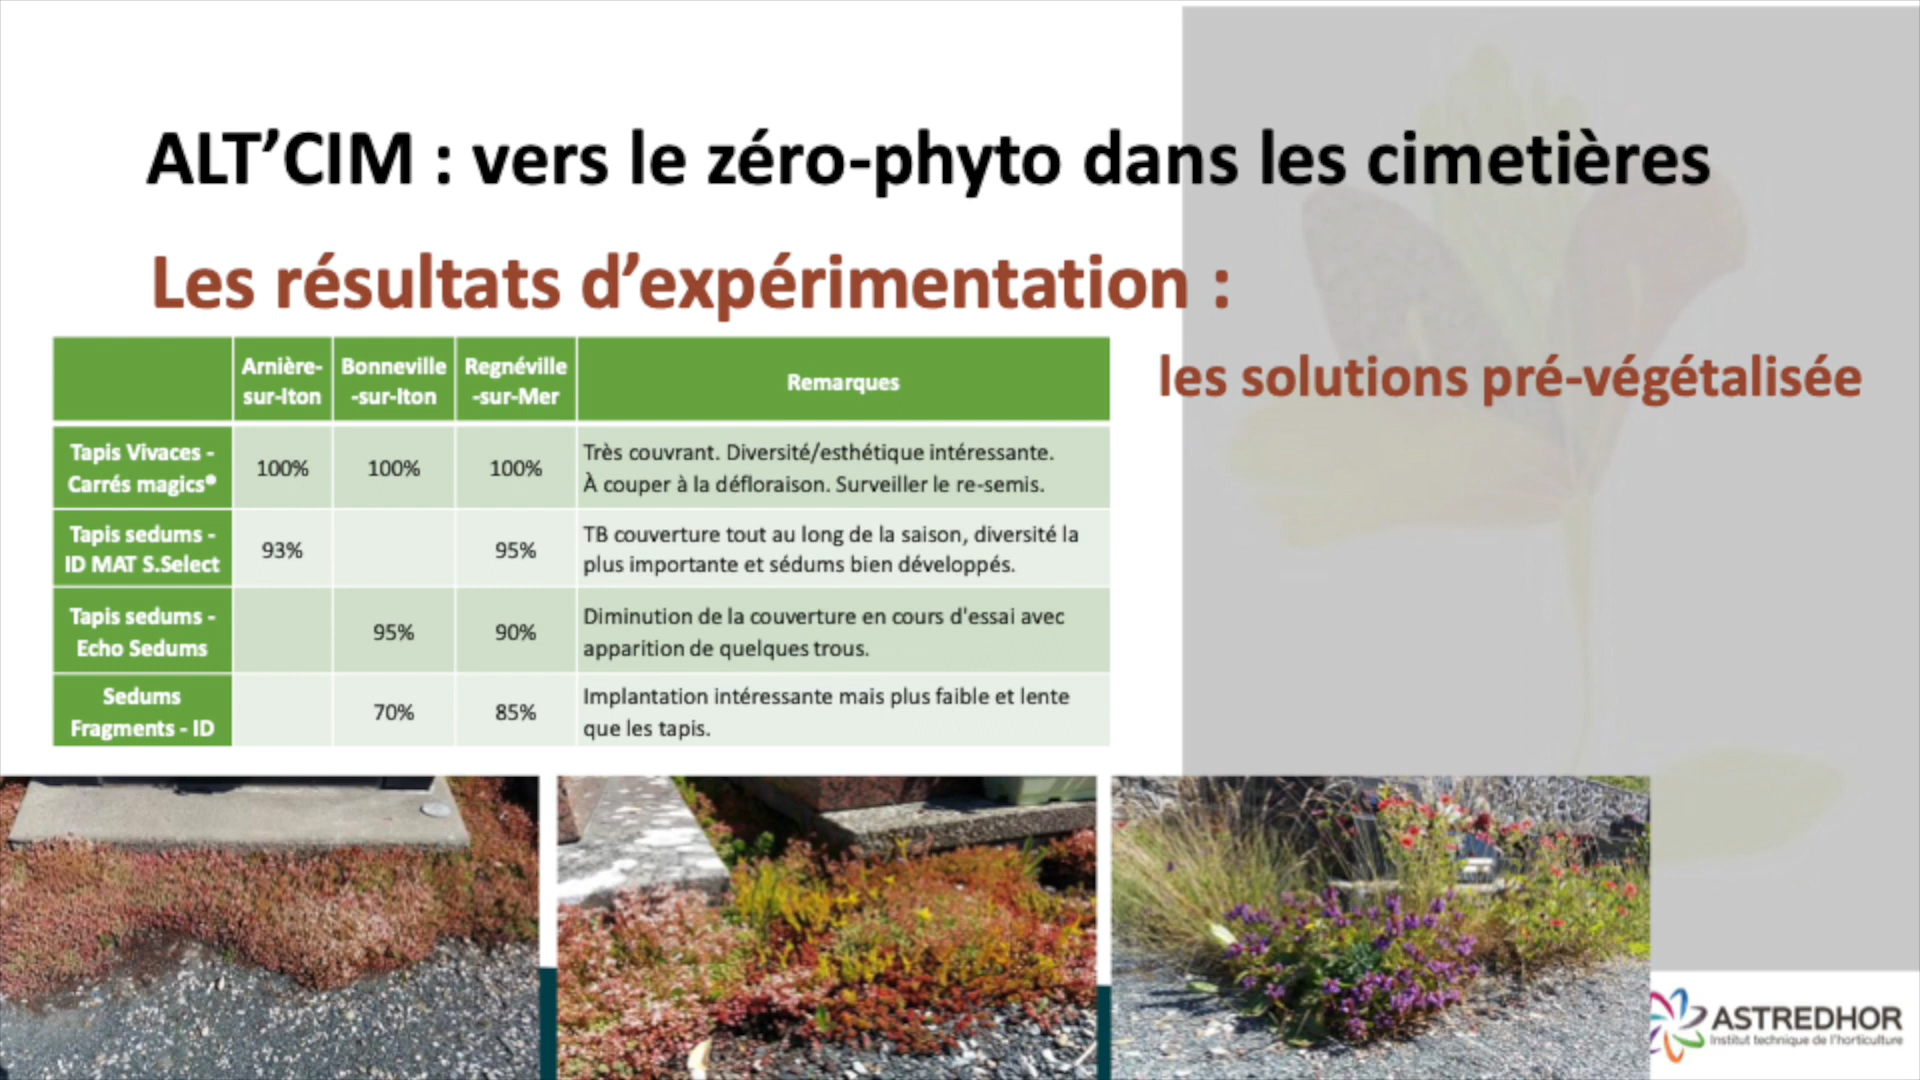 ALT’CIM : vers le zéro-phyto dans les cimetières
Les résultats d’expérimentation :
les solutions pré-végétalisée
Arnière-
sur-Iton
Bonneville
-sur-Iton
Regnéville
-sur-Mer
Remarques
Tapis Vivaces -
Carrés magics®
100%
100%
100%
Très couvrant. Diversité/esthétique intéressante.
À couper à la défloraison. Surveiller le re-semis.
Tapis sedums -
ID MAT S.Select
93%
95%
TB couverture tout au long de la saison, diversité la
plus importante et sédums bien développés.
Tapis sedums -
Echo Sedums
95%
90%
Diminution de la couverture en cours d'essai avec
apparition de quelques trous.
Sedums
Fragments - ID
70%
85%
Implantation intéressante mais plus faible et lente
que les tapis.
ASTREDHOR
Institut technique de l'horticulture